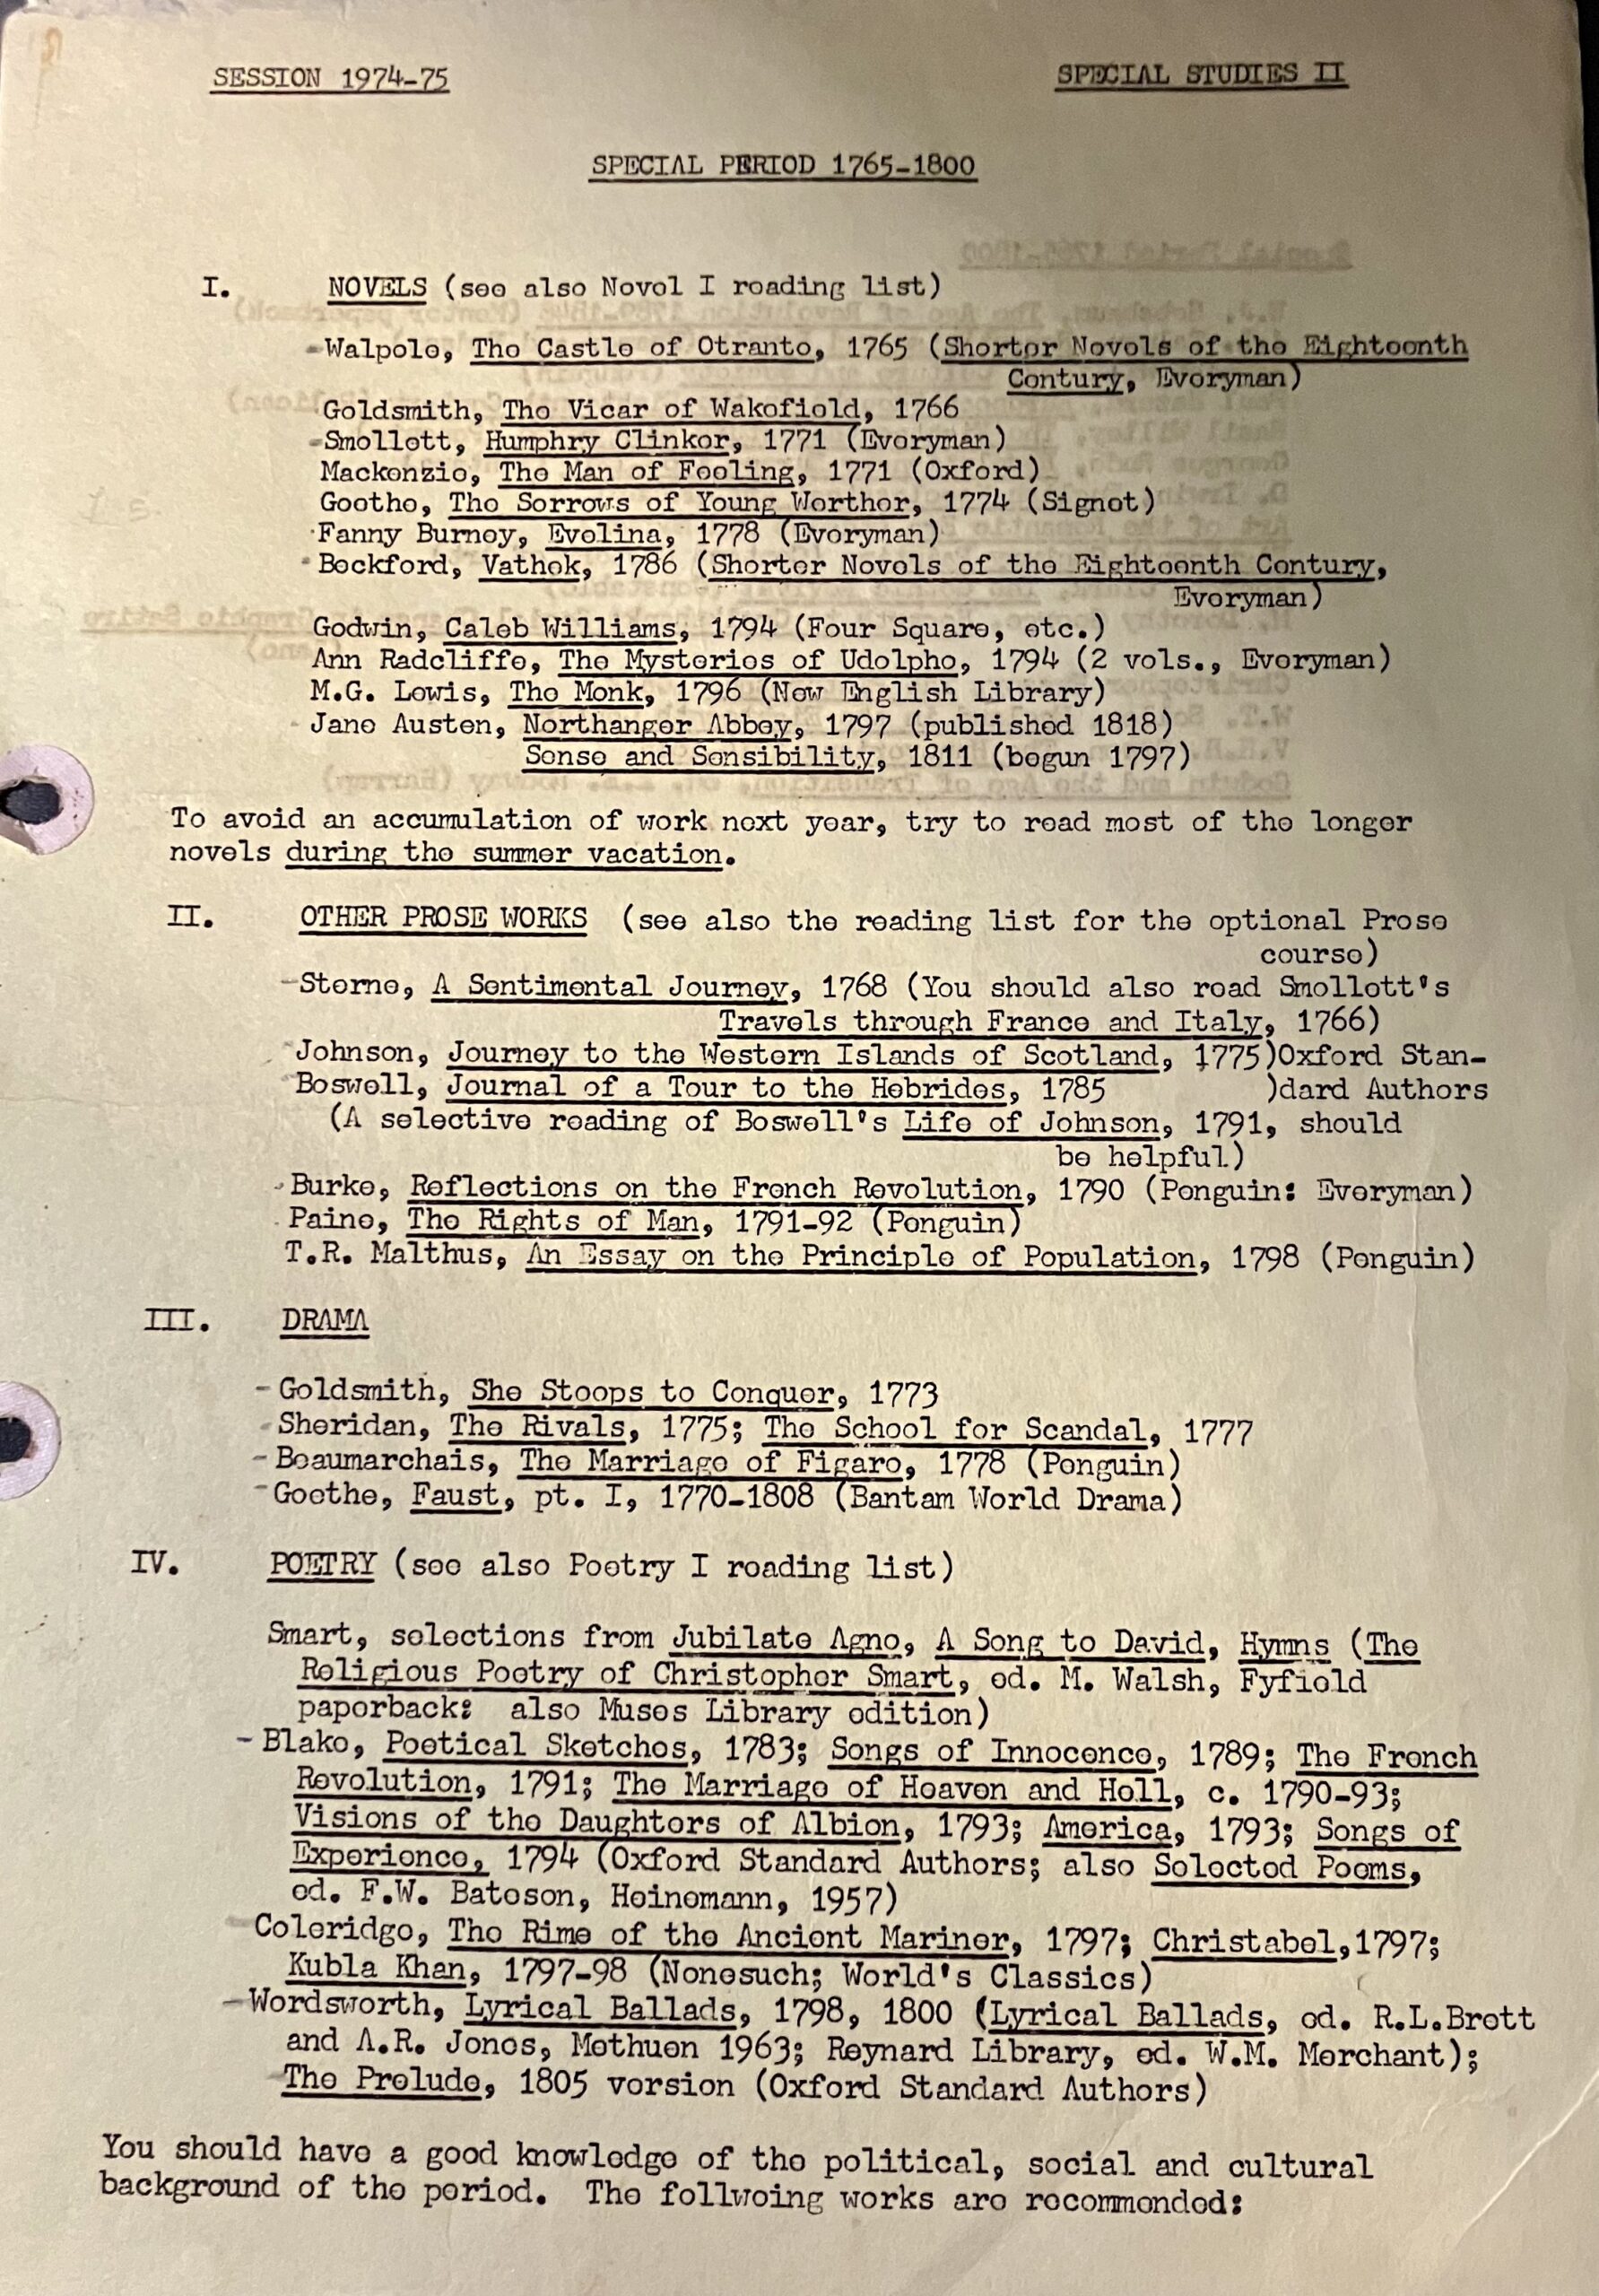 SESSION 1974-75
SPECIAL STUDIES II
SPECIAL PERIOD 1765-1800
I. NOVELS (see also Novel I reading list)
-Walpole, The Castle of Otranto, 1765 (Shorter Novels of the Eighteenth
Century, Everyman)
Goldsmith, The Vicar of Wakefield, 1766
-Smollett, Humphry Clinker, 1771 (Everyman)
Mackenzie, The Man of Feeling, 1771 (Oxford)
Goethe, The Sorrows of Young Werther, 1774 (Signet)
Fanny Burney, Evelina, 1778 (Everyman)
Beckford, Vathek, 1786 (Shorter Novels of the Eighteenth Century,
Everyman)
Godwin, Caleb Williams, 1794 (Four Square, etc.)
Ann Radcliffe, The Mysteries of Udolpho, 1794 (2 vols., Everyman)
M.G. Lewis, The Monk, 1796 (New English Library)
Jane Austen, Northanger Abbey, 1797 (published 1818)
Sense and Sensibility, 1811 (begun 1797)
To avoid an accumulation of work next year, try to read most of the longer
novels during the summer vacation.
II. OTHER PROSE WORKS (see also the reading list for the optional Prose
course)
-Sterne, A Sentimental Journey, 1768 (You should also read Smollett's
Travels through France and Italy, 1766)
-Johnson, Journey to the Western Islands of Scotland, 1775)Oxford Stan-
Boswell, Journal of a Tour to the Hebrides, 1785 )dard Authors
(A selective reading of Boswell's Life of Johnson, 1791, should
be helpful)
-Burke, Reflections on the French Revolution, 1790 (Penguin: Everyman)
Paine, The Rights of Man, 1791-92 (Penguin)
T.R. Malthus, An Essay on the Principle of Population, 1798 (Penguin)
III. DRAMA
-Goldsmith, She Stoops to Conquer, 1773
-Sheridan, The Rivals, 1775; The School for Scandal, 1777
-Beaumarchais, The Marriage of Figaro, 1778 (Penguin)
-Goethe, Faust, pt. I, 1770-1808 (Bantam World Drama)
IV. POETRY (see also Poetry I reading list)
Smart, selections from Jubilate Agno, A Song to David, Hymns (The
Religious Poetry of Christopher Smart, ed. M. Walsh, Fyfield
paperback: also Muses Library edition)
-Blake, Poetical Sketches, 1783; Songs of Innocence, 1789; The French
Revolution, 1791; The Marriage of Heaven and Hell, c. 1790-93;
Visions of the Daughters of Albion, 1793; America, 1793; Songs of
Experience, 1794 (Oxford Standard Authors; also Selected Poems,
ed. F.W. Bateson, Heinemann, 1957)
-Coleridge, The Rime of the Ancient Mariner, 1797; Christabel,1797;
Kubla Khan, 1797-98 (Nonesuch; World's Classics)
-Wordsworth, Lyrical Ballads, 1798, 1800 (Lyrical Ballads, ed. R.L.Brett
and A.R. Jones, Methuen 1963; Reynard Library, ed. W.M. Merchant);
-The Prelude, 1805 version (Oxford Standard Authors)
You should have a good knowledge of the political, social and cultural
background of the period. The follwoing works are recommended: